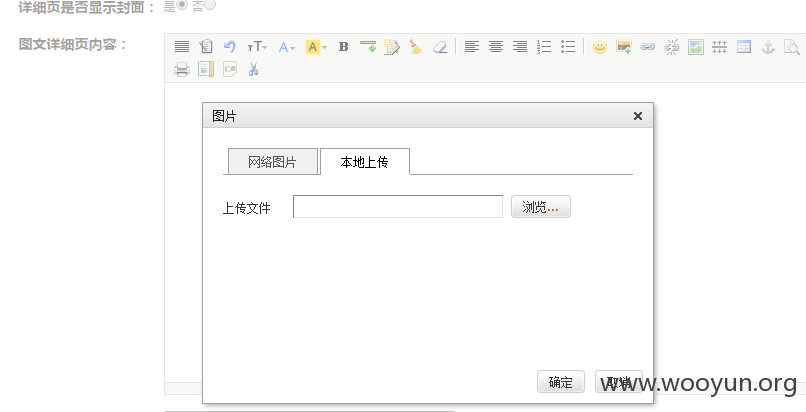 详细页是否显示封面： 是 否
图文详细页内容：
图片
网络图片 本地上传
上传文件 浏览...
确定 取消
www.wooyun.org